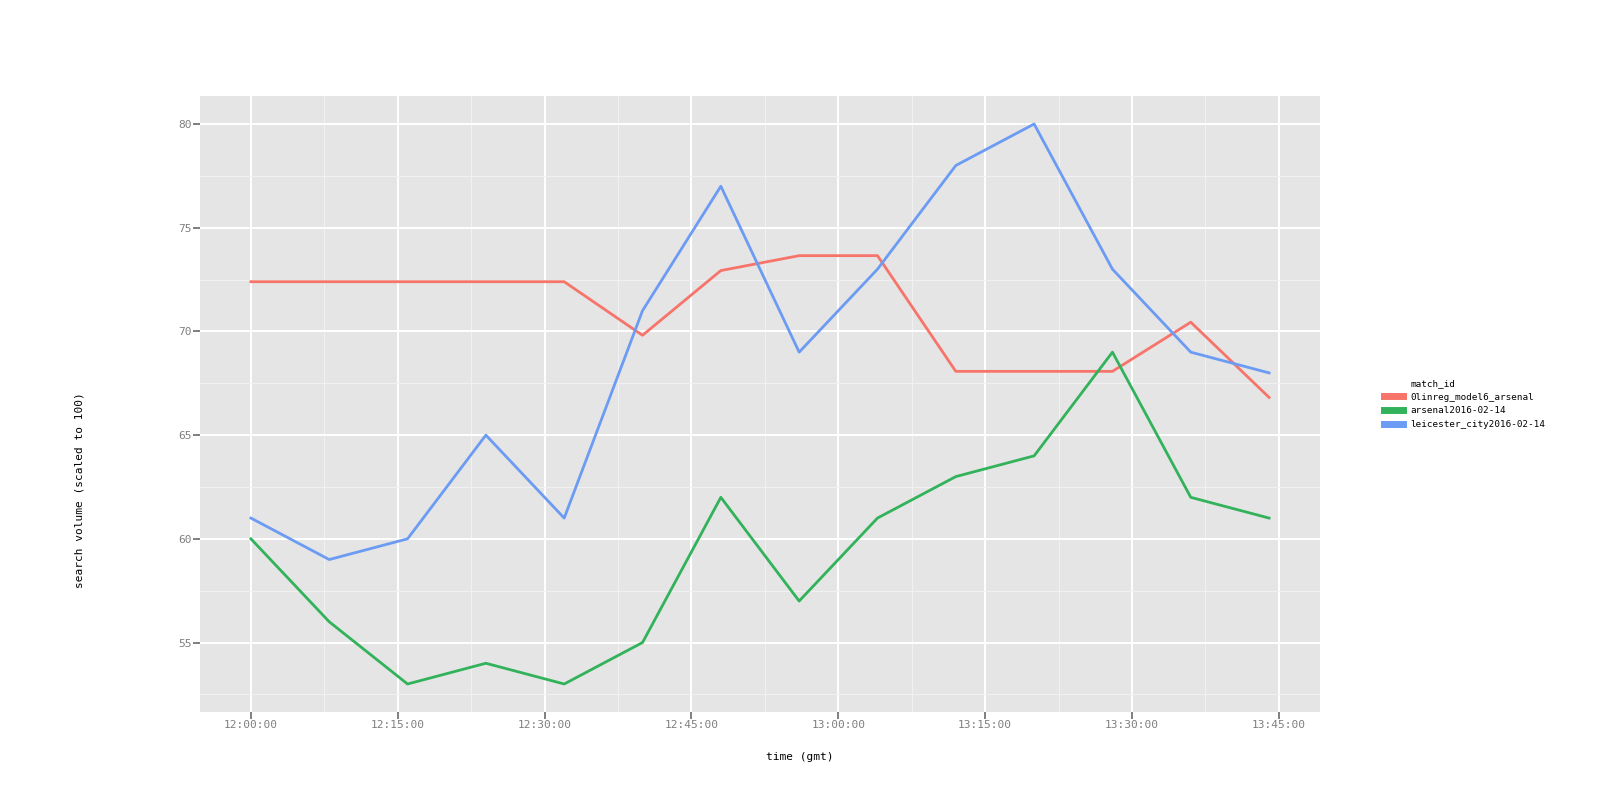 80
75
70
65
60
55
search volume (scaled to 100)
12:00:00 12:15:00 12:30:00 12:45:00 13:00:00 13:15:00 13:30:00 13:45:00
time (gmt)
match_id
0linreg_model6_arsenal
arsenal2016-02-14
leicester_city2016-02-14